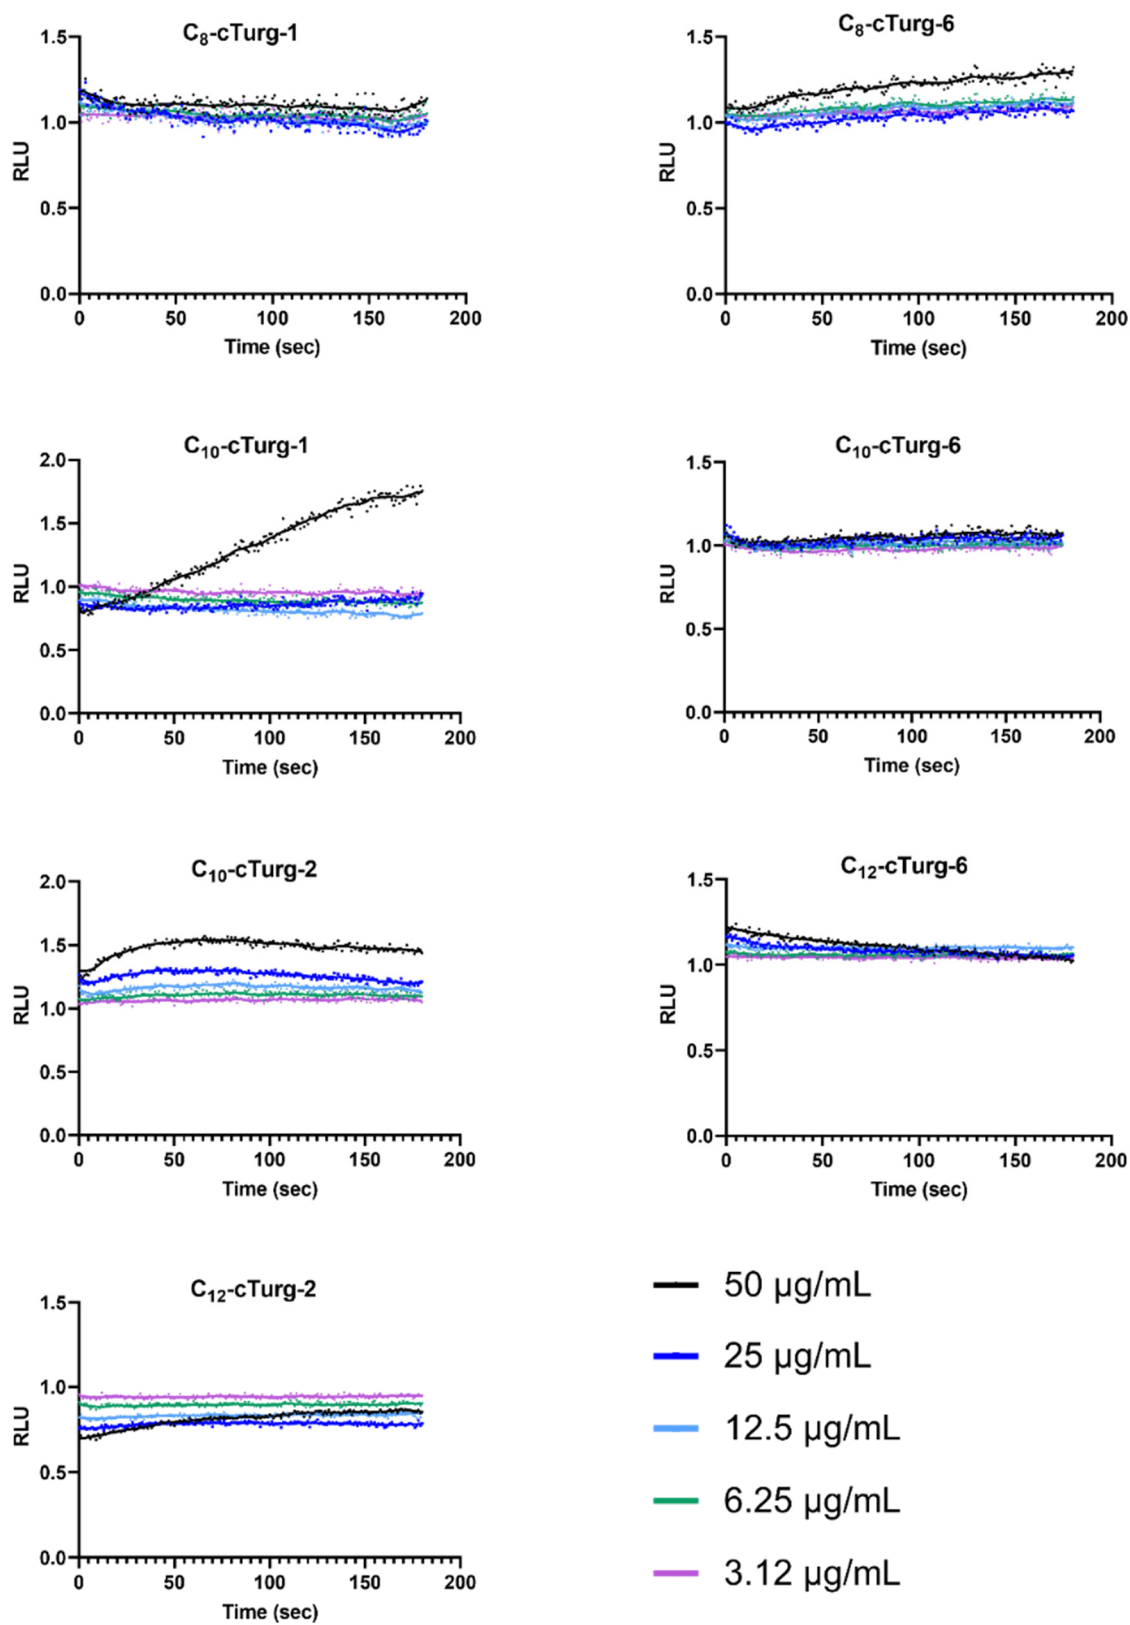 C8-cTurg-1
1.5
1.0
0.5
0.0
RLU
0 50 100 150 200
Time (sec)
C8-cTurg-6
1.5
1.0
0.5
0.0
RLU
0 50 100 150 200
Time (sec)
C10-cTurg-1
2.0
1.5
1.0
0.5
0.0
RLU
0 50 100 150 200
Time (sec)
C10-cTurg-6
1.5
1.0
0.5
0.0
RLU
0 50 100 150 200
Time (sec)
C10-cTurg-2
2.0
1.5
1.0
0.5
0.0
RLU
0 50 100 150 200
Time (sec)
C12-cTurg-6
1.5
1.0
0.5
0.0
RLU
0 50 100 150 200
Time (sec)
C12-cTurg-2
1.5
1.0
0.5
0.0
RLU
0 50 100 150 200
Time (sec)
50 µg/mL
25 µg/mL
12.5 µg/mL
6.25 µg/mL
3.12 µg/mL